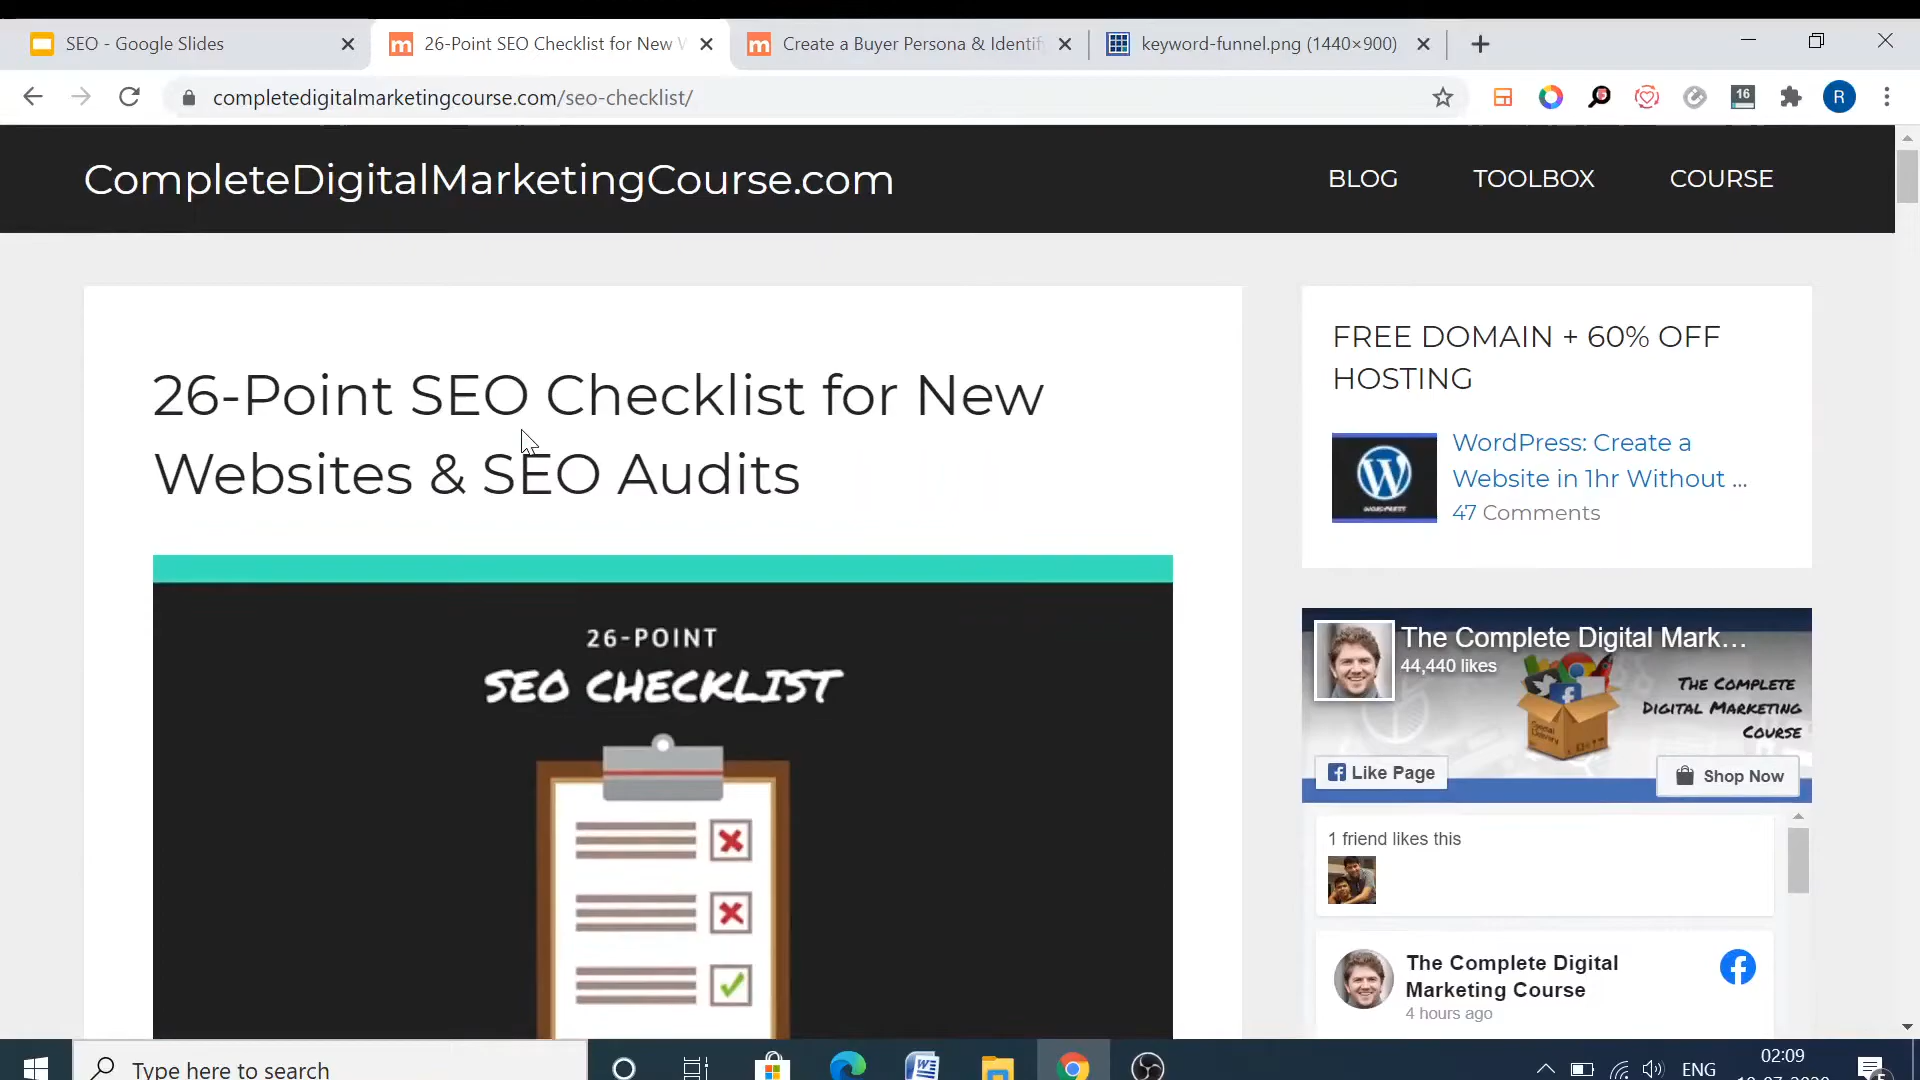 SEO - Google Slides
26-Point SEO Checklist for New
Create a Buyer Persona & Identif
keyword-funnel.png (1440×900)
completedigitalmarketingcourse.com/seo-checklist/
16
R
CompleteDigitalMarketingCourse.com
BLOG
TOOLBOX
COURSE
26-Point SEO Checklist for New
Websites & SEO Audits
26-POINT
SEO CHECKLIST
FREE DOMAIN + 60% OFF
HOSTING
WordPress: Create a
Website in 1hr Without ...
47 Comments
WORDPRESS
The Complete Digital Mark...
44,440 likes
THE COMPLETE
DIGITAL MARKETING
COURSE
Like Page
Shop Now
1 friend likes this
The Complete Digital
Marketing Course
4 hours ago
Type here to search
ENG
02:09